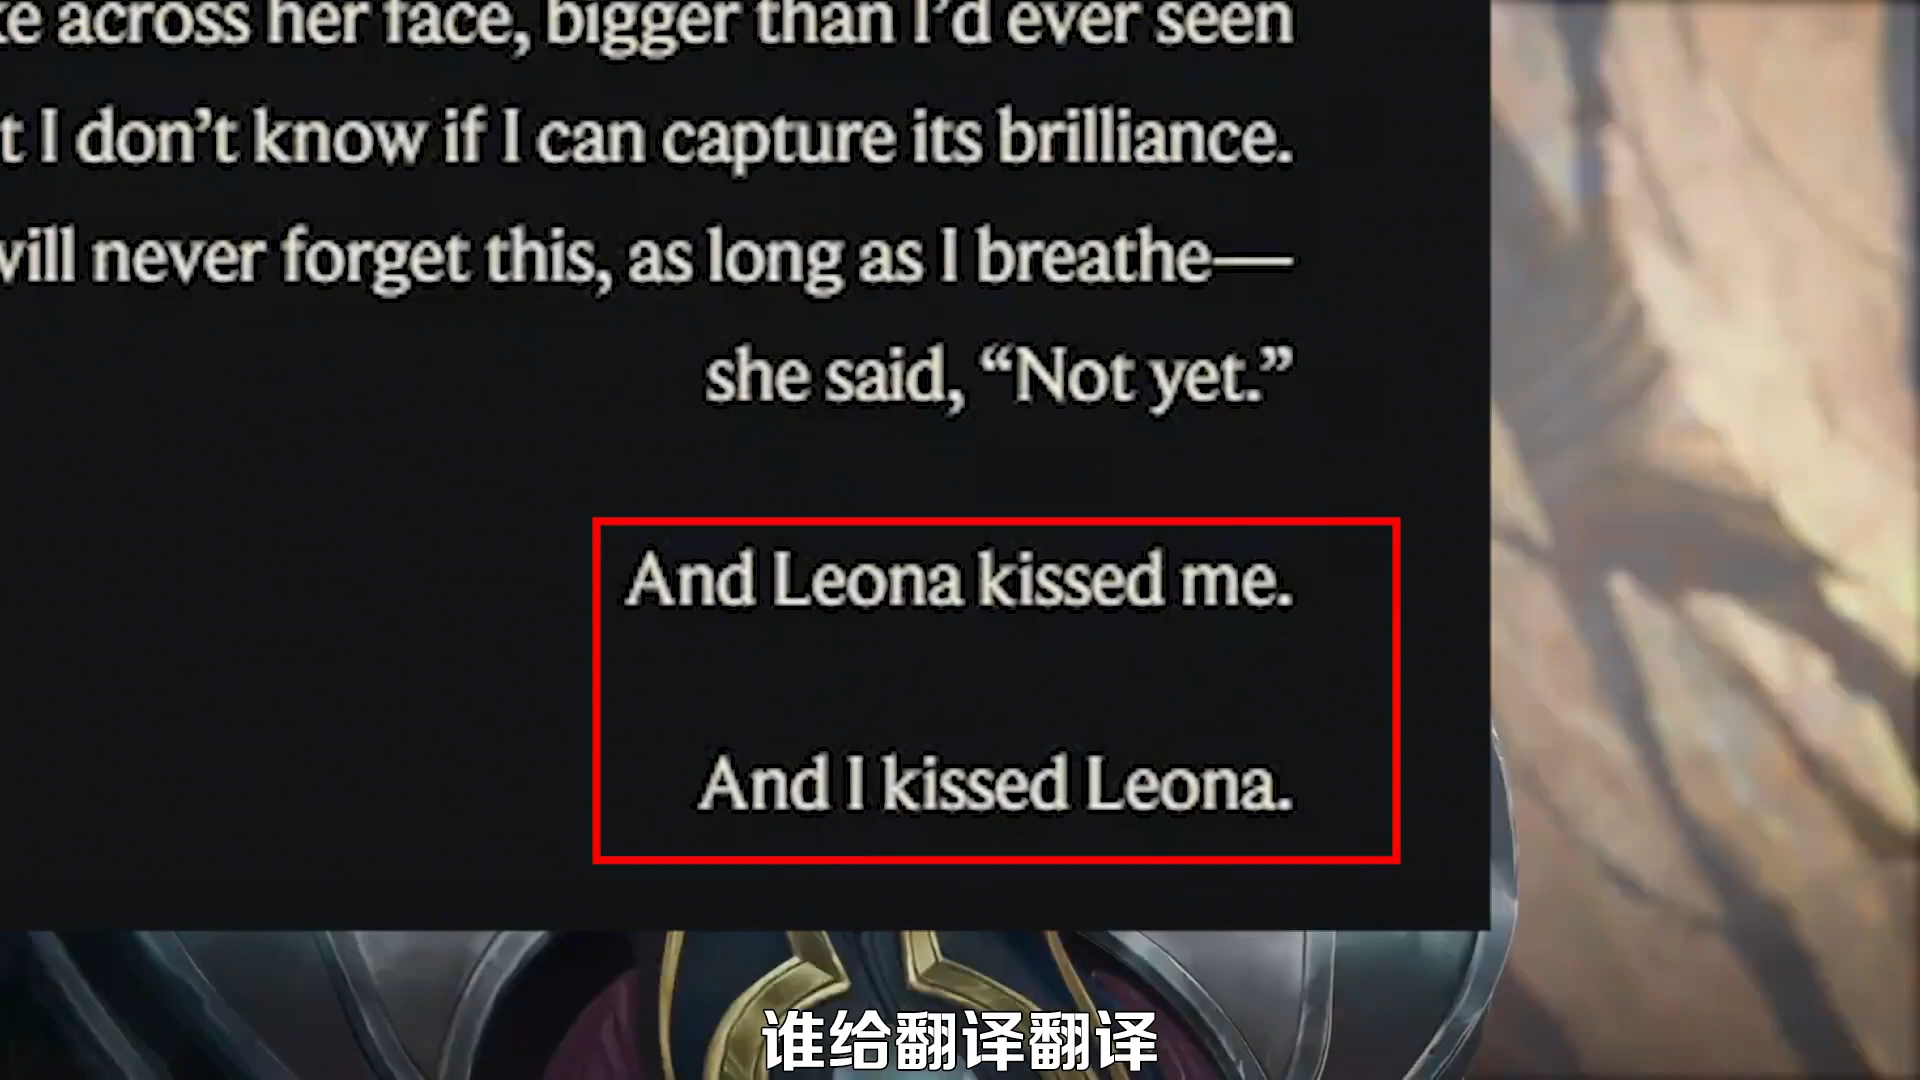 across her face, bigger than I’d ever seen
I don’t know if I can capture its brilliance.
will never forget this, as long as I breathe—
she said, “Not yet.”
And Leona kissed me.
And I kissed Leona.
谁给翻译翻译